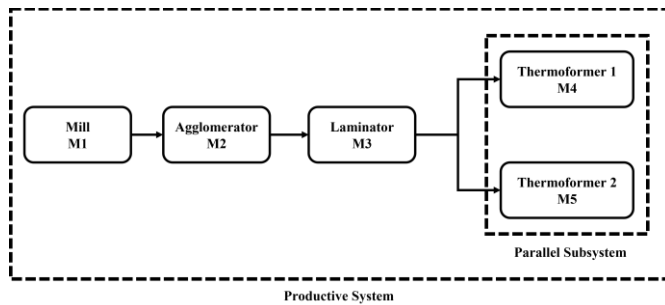 Thermoformer 1
M4
Mill
M1
Agglomerator
M2
Laminator
M3
Thermoformer 2
M5
Parallel Subsystem
Productive System